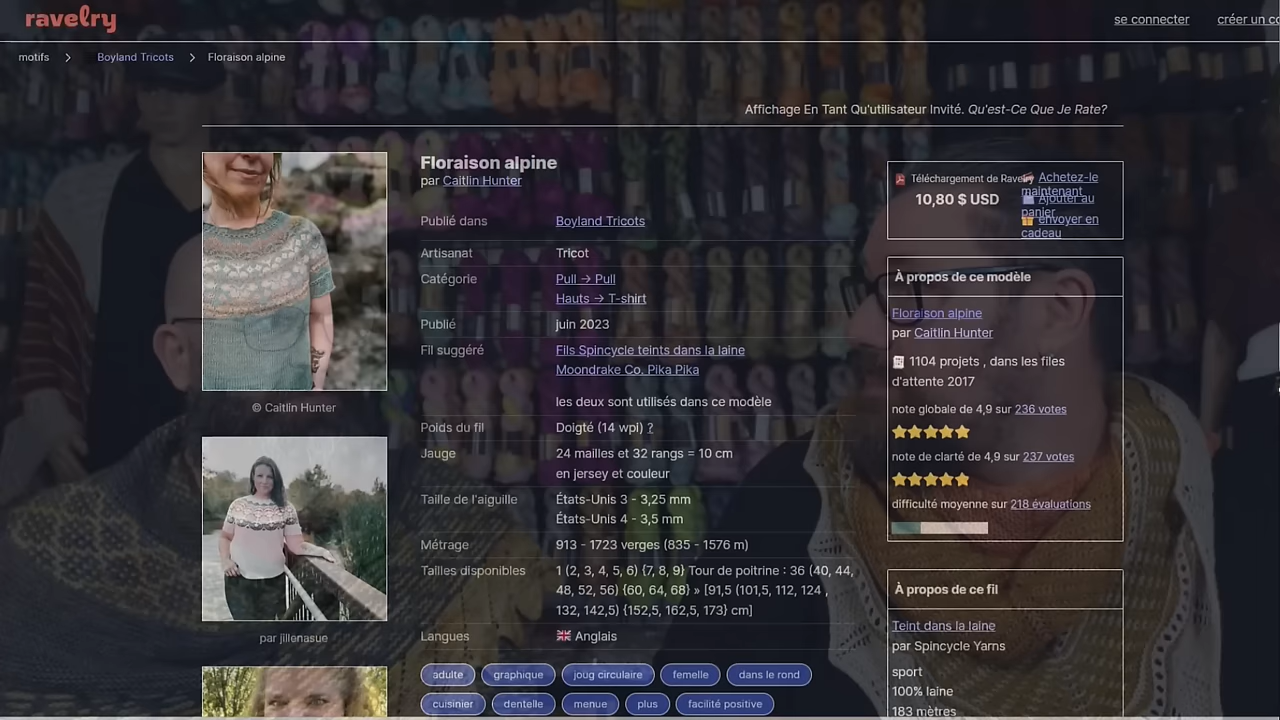 ravelry
se connecter
créer un co
motifs > Boyland Tricots > Floraison alpine
Affichage En Tant Qu'utilisateur Invité. Qu'est-Ce Que Je Rate?
Floraison alpine
par Caitlin Hunter
Publié dans Boyland Tricots
Artisanat Tricot
Catégorie Pull → Pull
Hauts → T-shirt
Publié juin 2023
Fil suggéré Fils Spincycle teints dans la laine
Moondrake Co. Pika Pika
les deux sont utilisés dans ce modèle
Poids du fil Doigté (14 wpl) ?
Jauge 24 mailles et 32 rangs = 10 cm
en jersey et couleur
Taille de l'aiguille États-Unis 3 - 3,25 mm
États-Unis 4 - 3,5 mm
Métrage 913 - 1723 verges (835 - 1576 m)
Tailles disponibles 1 (2, 3, 4, 5, 6) {7, 8, 9} Tour de poitrine : 36 (40, 44,
48, 52, 56) {60, 64, 68} » [91,5 (101,5, 112, 124 ,
132, 142,5) {152,5, 162,5, 173} cm]
Langues Anglais
adulte graphique joug circulaire femelle dans le rond
cuisinier dentelle menue plus facilité positive
© Caitlin Hunter
par jillenasue
Téléchargement de Ravelry
10,80 $ USD
Achetez-le
maintenant
Ajouter au
panier
envoyer en
cadeau
À propos de ce modèle
Floraison alpine
par Caitlin Hunter
1104 projets , dans les files
d'attente 2017
note globale de 4,9 sur 236 votes
note de clarté de 4,9 sur 237 votes
difficulté moyenne sur 218 évaluations
À propos de ce fil
Teint dans la laine
par Spincycle Yarns
sport
100% laine
183 mètres